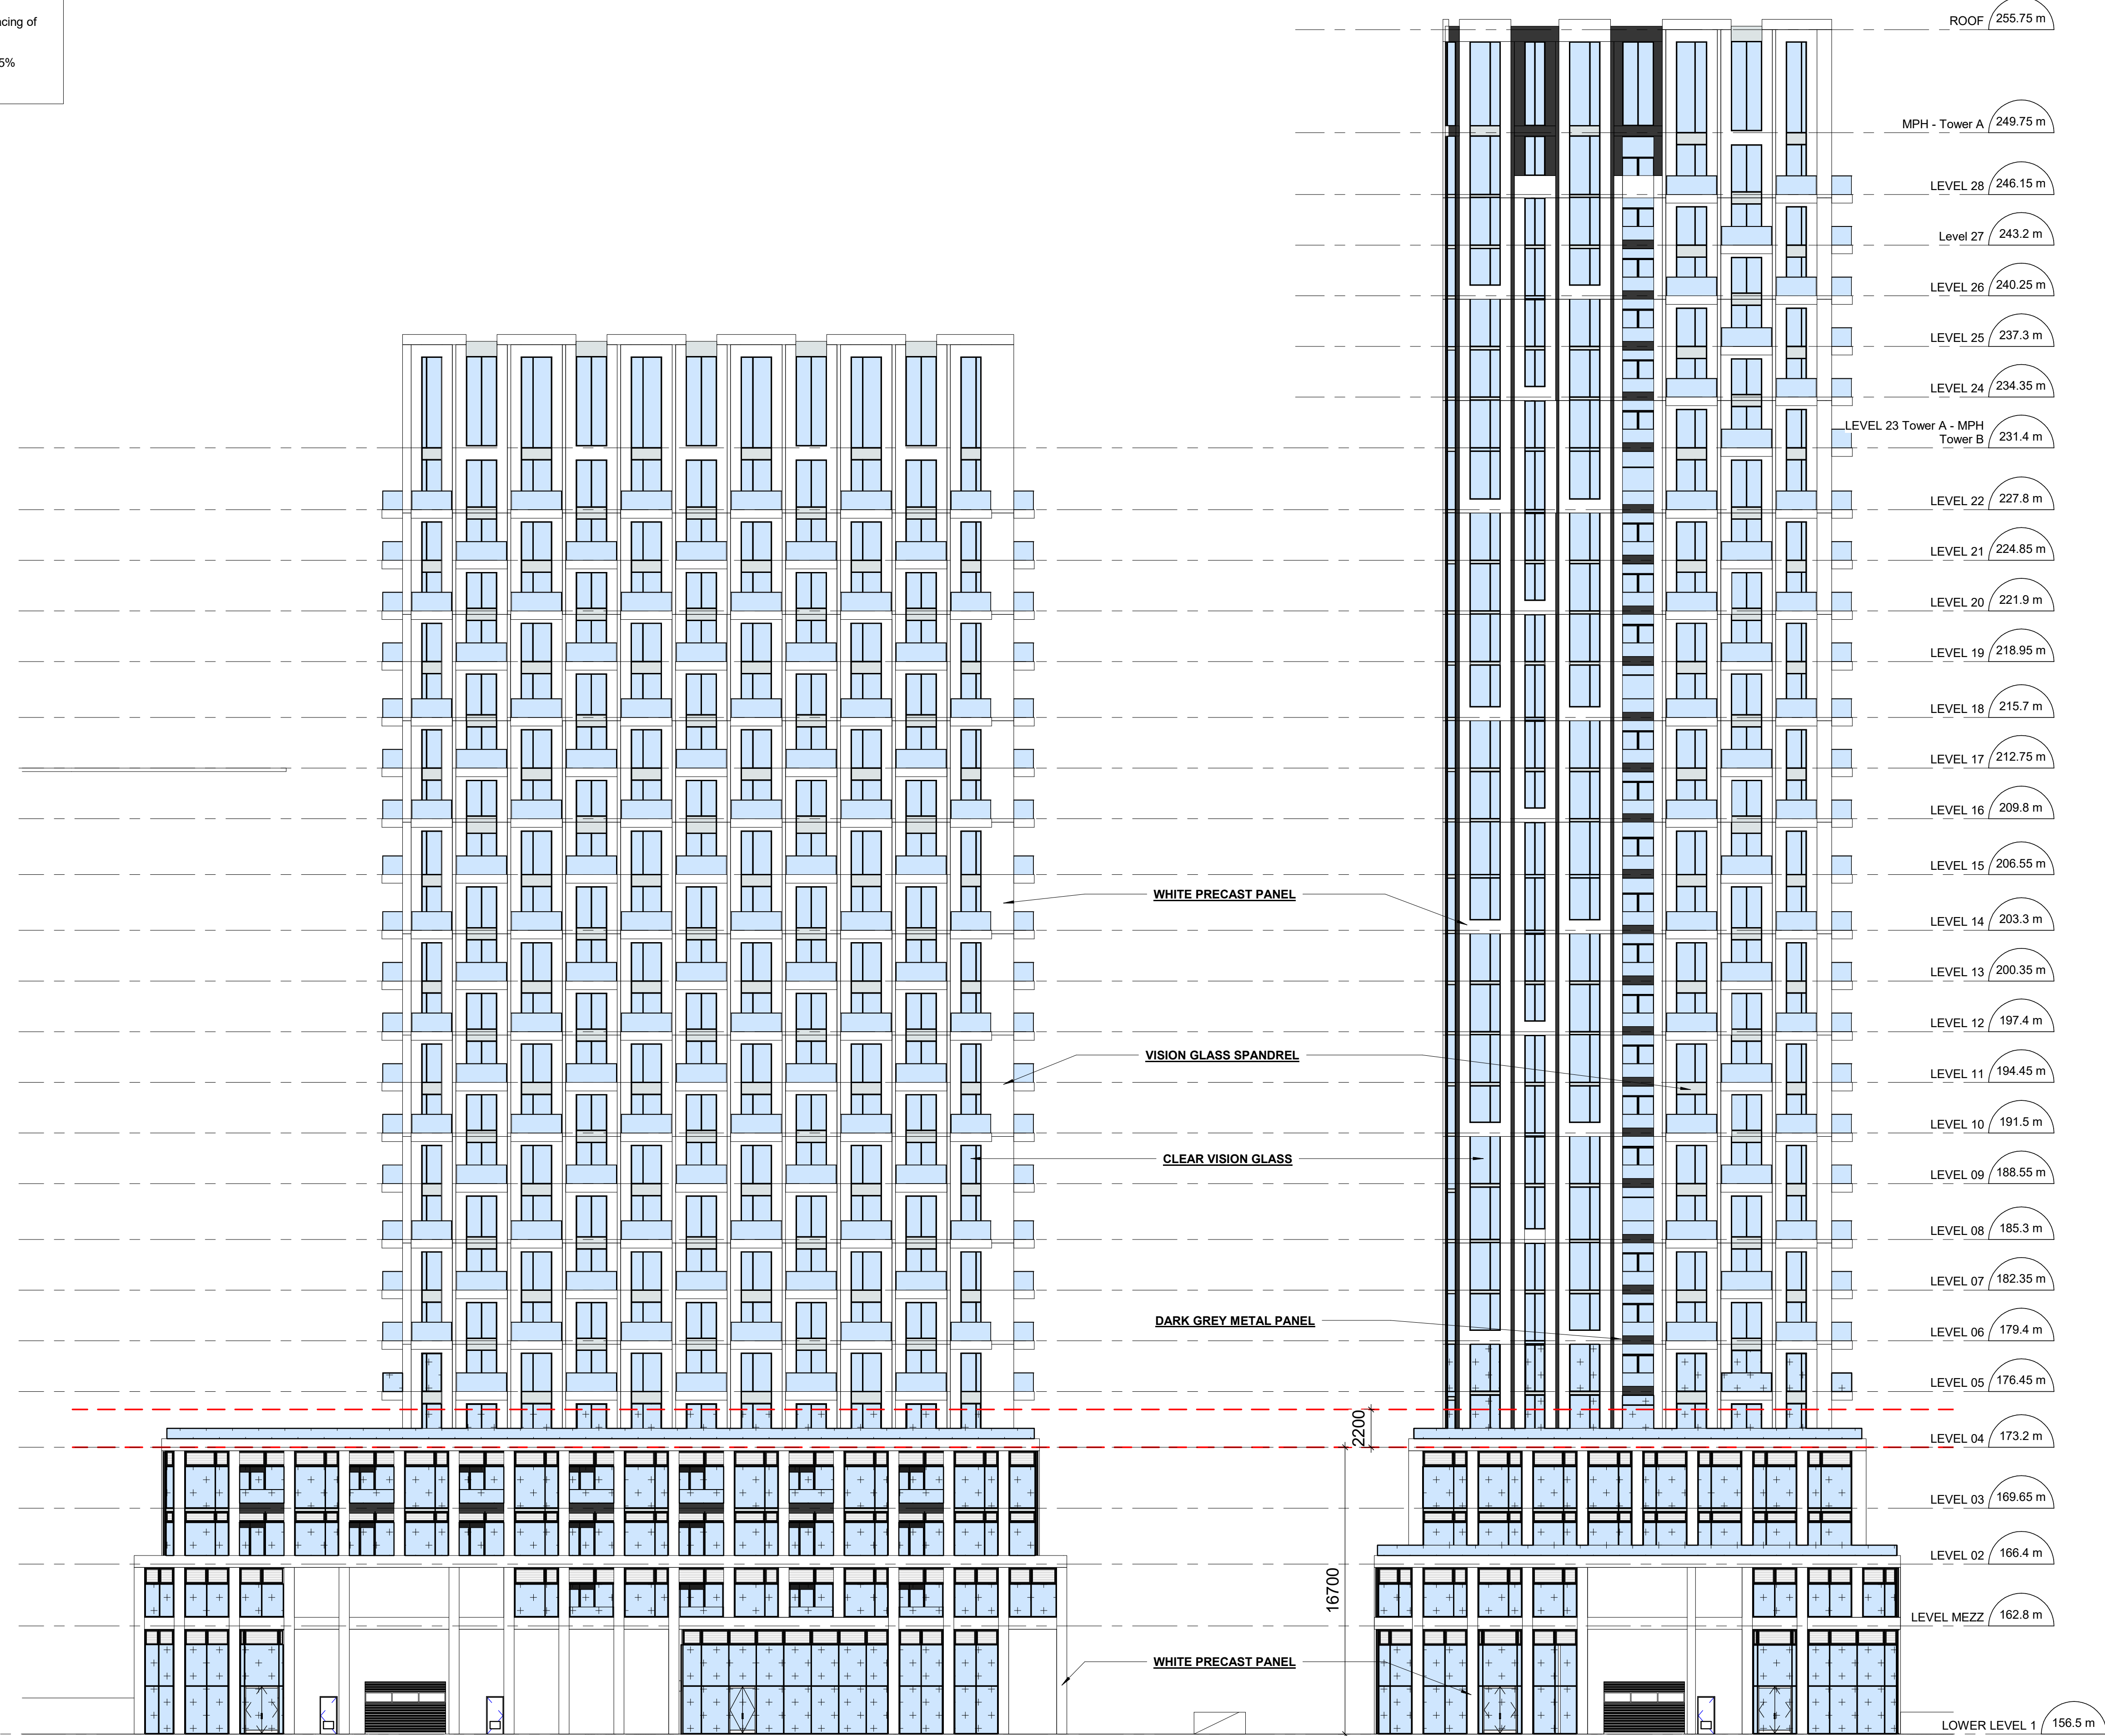 cing of
5%
ROOF 255.75 m
MPH - Tower A 249.75 m
LEVEL 28 246.15 m
Level 27 243.2 m
LEVEL 26 240.25 m
LEVEL 25 237.3 m
LEVEL 24 234.35 m
LEVEL 23 Tower A - MPH
Tower B 231.4 m
LEVEL 22 227.8 m
LEVEL 21 224.85 m
LEVEL 20 221.9 m
LEVEL 19 218.95 m
LEVEL 18 215.7 m
LEVEL 17 212.75 m
LEVEL 16 209.8 m
LEVEL 15 206.55 m
WHITE PRECAST PANEL
LEVEL 14 203.3 m
LEVEL 13 200.35 m
LEVEL 12 197.4 m
VISION GLASS SPANDREL
LEVEL 11 194.45 m
LEVEL 10 191.5 m
CLEAR VISION GLASS
LEVEL 09 188.55 m
LEVEL 08 185.3 m
LEVEL 07 182.35 m
DARK GREY METAL PANEL
LEVEL 06 179.4 m
LEVEL 05 176.45 m
2200
LEVEL 04 173.2 m
LEVEL 03 169.65 m
LEVEL 02 166.4 m
16700
LEVEL MEZZ 162.8 m
WHITE PRECAST PANEL
LOWER LEVEL 1 156.5 m